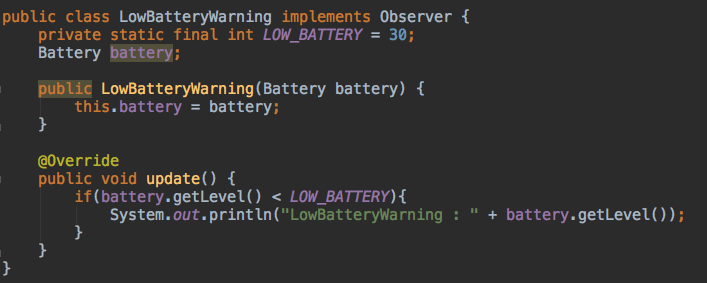 public class LowBatteryWarning implements Observer {
    private static final int LOW_BATTERY = 30;
    Battery battery;

    public LowBatteryWarning(Battery battery) {
        this.battery = battery;
    }

    @Override
    public void update() {
        if(battery.getLevel() < LOW_BATTERY){
            System.out.println("LowBatteryWarning : " + battery.getLevel());
        }
    }
}